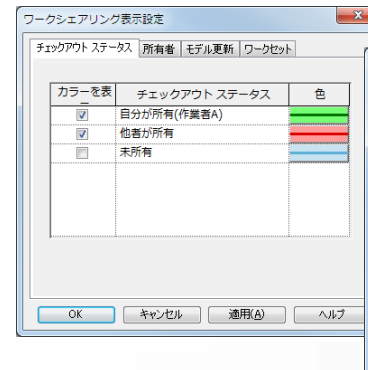 ワークシェアリング表示設定
チェックアウト ステータス 所有者 モデル更新 ワークセット
カラーを表 チェックアウト ステータス 色
自分が所有(作業者A)
他者が所有
未所有
OK キャンセル 適用(A) ヘルプ